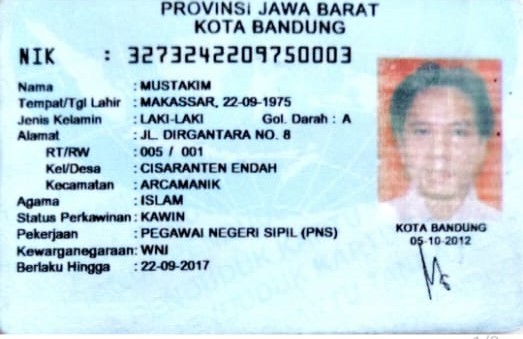 PROVINSI JAWA BARAT
KOTA BANDUNG
NIK : 3273242209750003
Nama : MUSTAKIM
Tempat/Tgl Lahir : MAKASSAR, 22-09-1975
Jenis Kelamin : LAKI-LAKI Gol. Darah : A
Alamat : JL. DIRGANTARA NO. 8
RT/RW : 005 / 001
Kel/Desa : CISARANTEN ENDAH
Kecamatan : ARCAMANIK
Agama : ISLAM
Status Perkawinan : KAWIN
Pekerjaan : PEGAWAI NEGERI SIPIL (PNS)
Kewarganegaraan : WNI
Berlaku Hingga : 22-09-2017
KOTA BANDUNG
05-10-2012